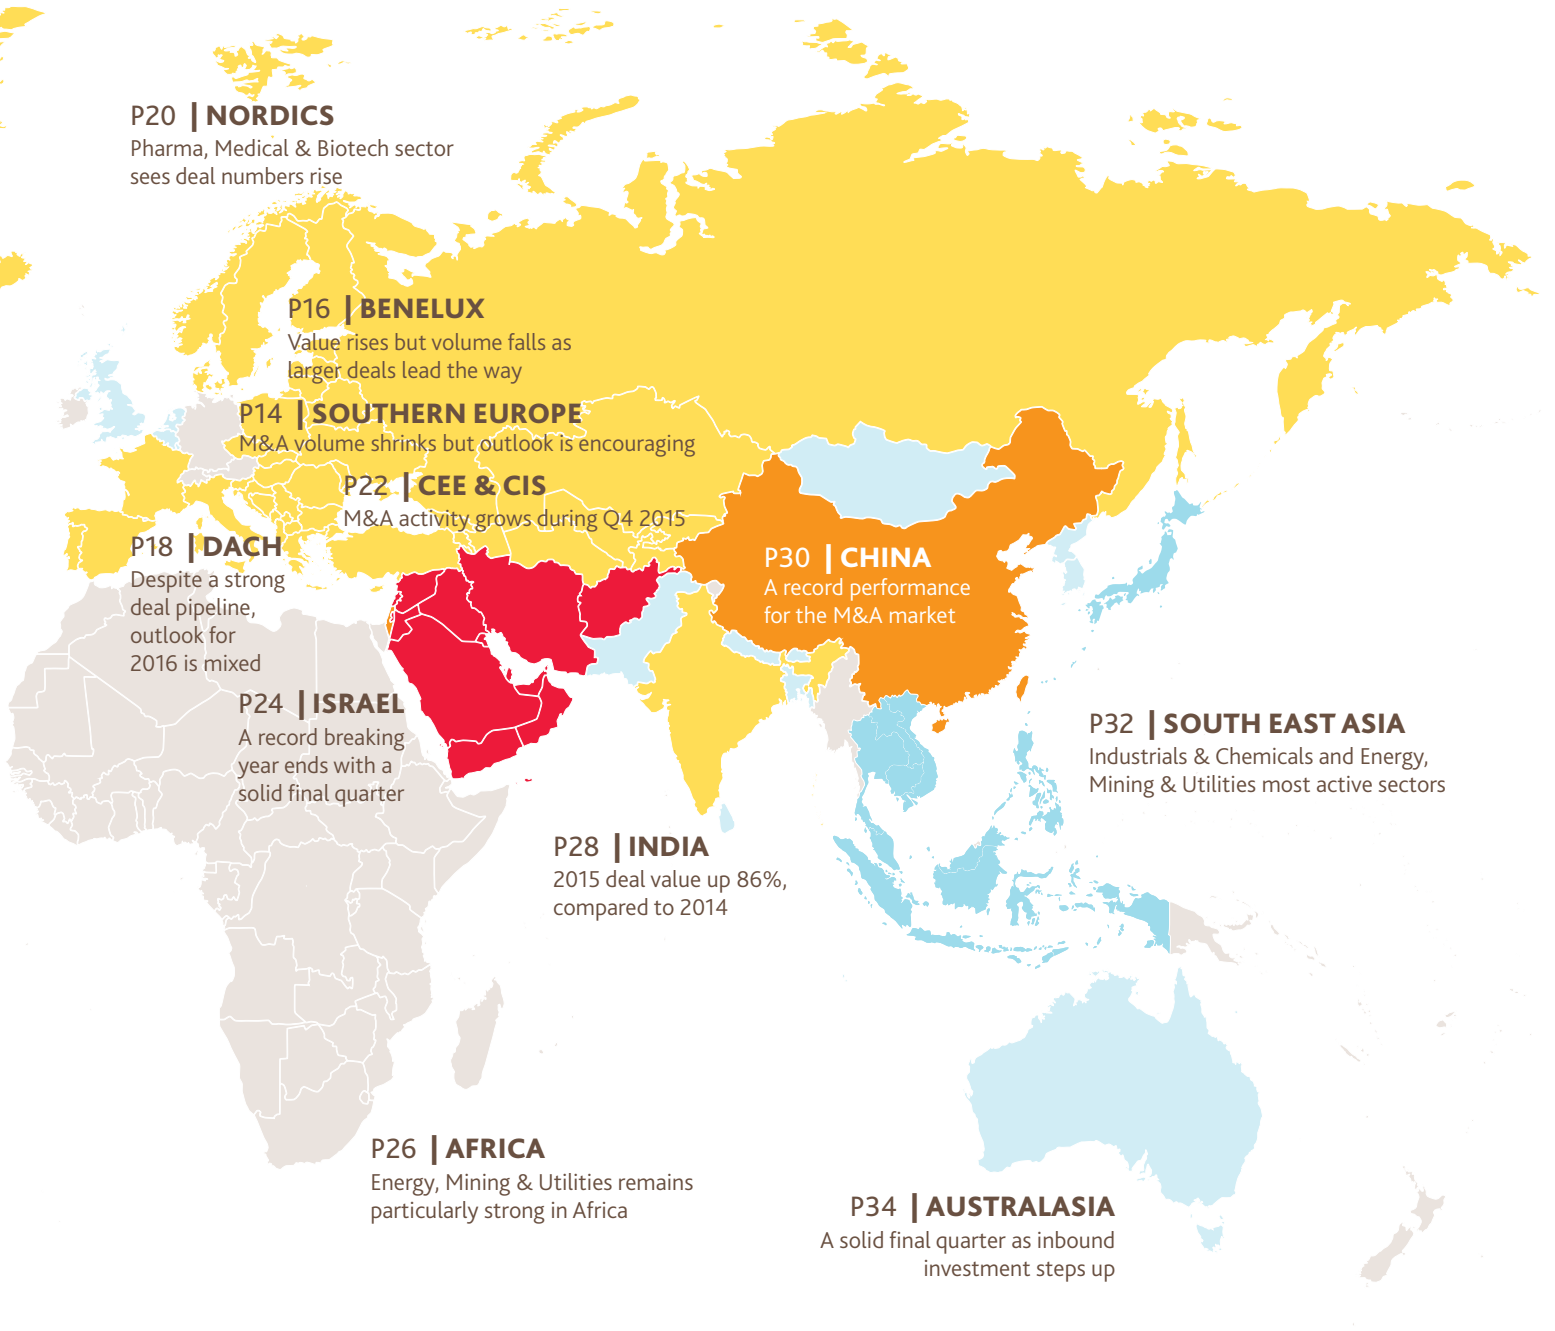 P20 | NORDICS
Pharma, Medical & Biotech sector
sees deal numbers rise
P16 | BENELUX
Value rises but volume falls as
larger deals lead the way
P14 | SOUTHERN EUROPE
M&A volume shrinks but outlook is encouraging
P22 | CEE & CIS
M&A activity grows during Q4 2015
P18 | DACH
Despite a strong
deal pipeline,
outlook for
2016 is mixed
P30 | CHINA
A record performance
for the M&A market
P24 | ISRAEL
A record breaking
year ends with a
solid final quarter
P32 | SOUTH EAST ASIA
Industrials & Chemicals and Energy,
Mining & Utilities most active sectors
P28 | INDIA
2015 deal value up 86%,
compared to 2014
P26 | AFRICA
Energy, Mining & Utilities remains
particularly strong in Africa
P34 | AUSTRALASIA
A solid final quarter as inbound
investment steps up